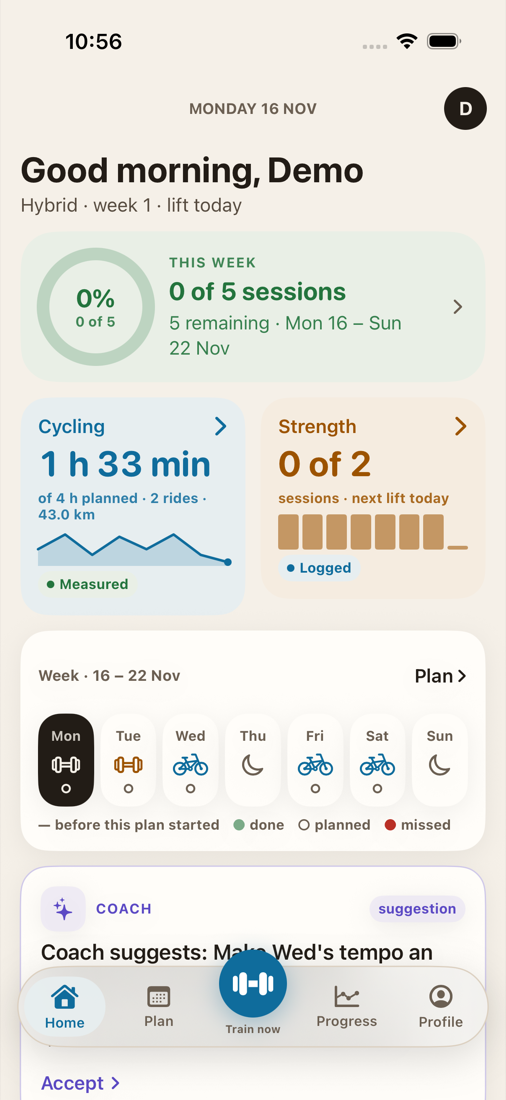 10:56
MONDAY 16 NOV
D
Good morning, Demo
Hybrid · week 1 · lift today
0%
0 of 5
THIS WEEK
0 of 5 sessions
5 remaining · Mon 16 – Sun
22 Nov
Cycling
1 h 33 min
of 4 h planned · 2 rides ·
43.0 km
Measured
Strength
0 of 2
sessions · next lift today
Logged
Week · 16 – 22 Nov
Plan
Mon
Tue
Wed
Thu
Fri
Sat
Sun
— before this plan started
done
planned
missed
COACH
suggestion
Coach suggests: Make Wed's tempo an
Home
Plan
Train now
Progress
Profile
Accept